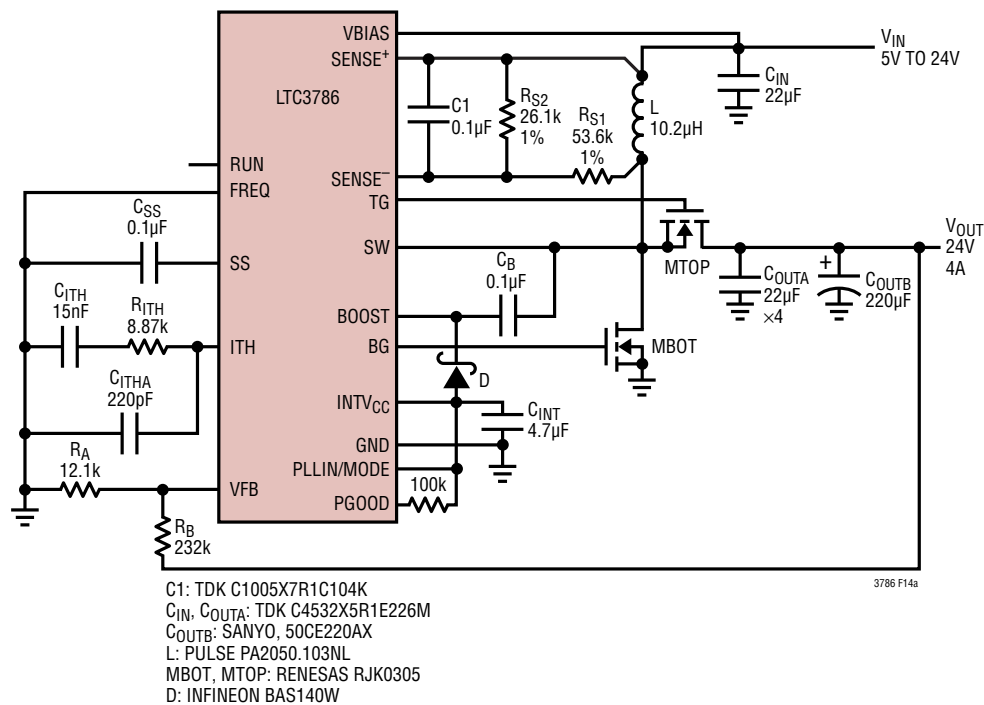 VBIAS
SENSE+
LTC3786
C1
0.1µF
RS2
26.1k
1%
RS1
53.6k
1%
L
10.2µH
VIN
5V TO 24V
CIN
22µF
RUN
FREQ
SENSE−
TG
CSS
0.1µF
SS
SW
MTOP
VOUT
24V
4A
CITH
15nF
RITH
8.87k
ITH
CB
0.1µF
BOOST
BG
MBOT
COUTA
22µF
×4
+
COUTB
220µF
CITHA
220pF
D
INTVCC
CINT
4.7µF
GND
PLLIN/MODE
RA
12.1k
VFB
PGOOD
100k
RB
232k
3786 F14a
C1: TDK C1005X7R1C104K
CIN, COUTA: TDK C4532X5R1E226M
COUTB: SANYO, 50CE220AX
L: PULSE PA2050.103NL
MBOT, MTOP: RENESAS RJK0305
D: INFINEON BAS140W